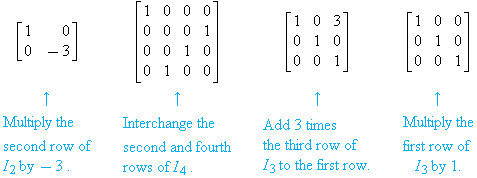 1 0
0 -3
1 0 0 0
0 0 0 1
0 0 1 0
0 1 0 0
1 0 3
0 1 0
0 0 1
1 0 0
0 1 0
0 0 1
↑ ↑ ↑ ↑
Multiply the
second row of
I2 by – 3 .
Interchange the
second and fourth
rows of I4 .
Add 3 times
the third row of
I3 to the first row.
Multiply the
first row of
I3 by 1.